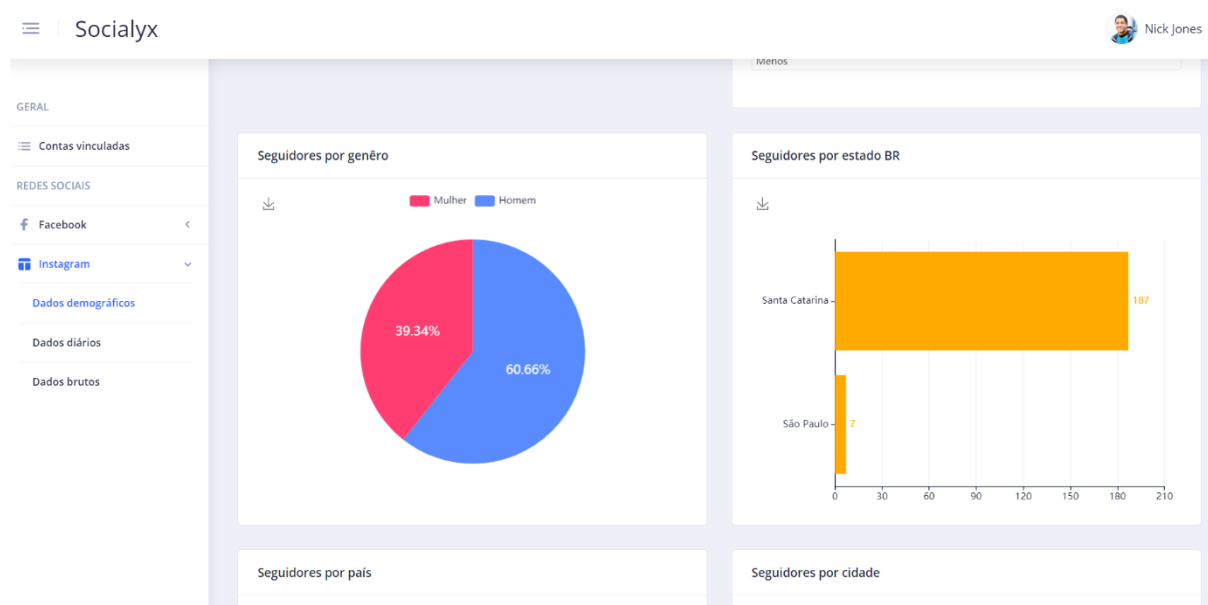 Socialyx
Nick Jones
GERAL
Contas vinculadas
REDES SOCIAIS
Facebook
Instagram
Dados demográficos
Dados diários
Dados brutos
Menos
Seguidores por genêro
Mulher Homem
39.34%
60.66%
Seguidores por estado BR
Santa Catarina
187
São Paulo
7
0 30 60 90 120 150 180 210
Seguidores por país
Seguidores por cidade